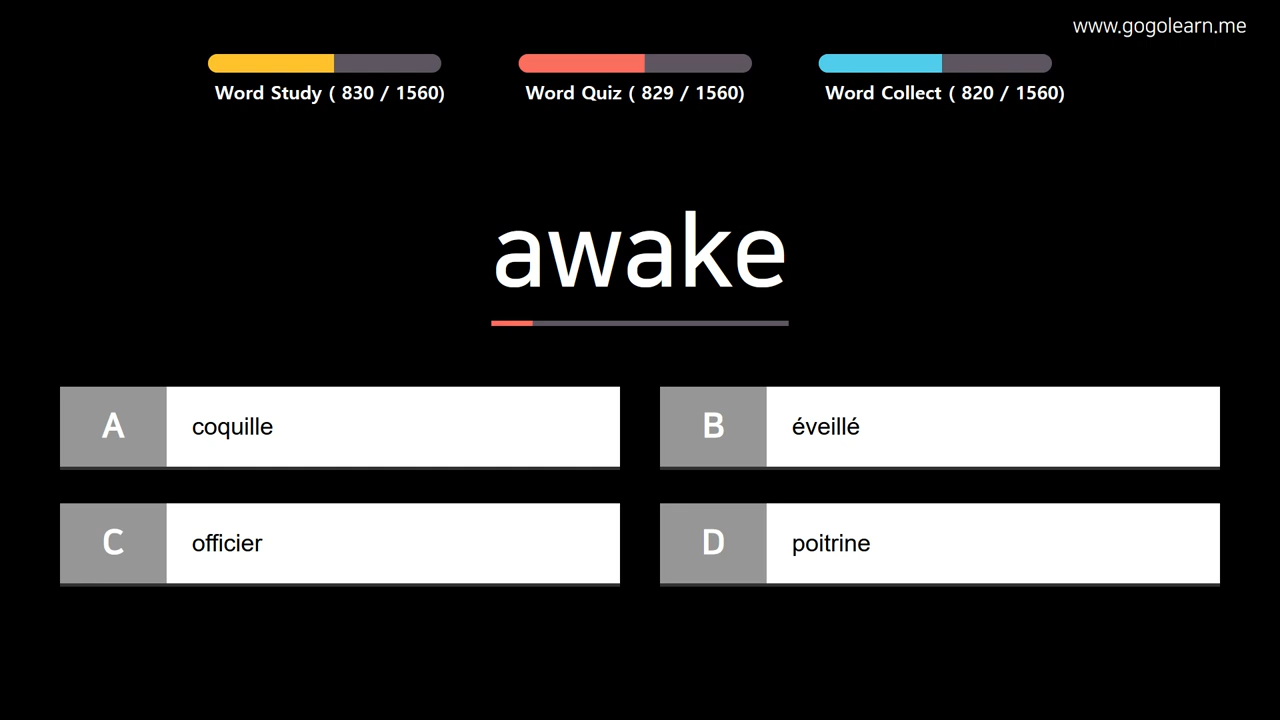 www.gogolearn.me
Word Study ( 830 / 1560)
Word Quiz ( 829 / 1560)
Word Collect ( 820 / 1560)
awake
A coquille
B éveillé
C officier
D poitrine